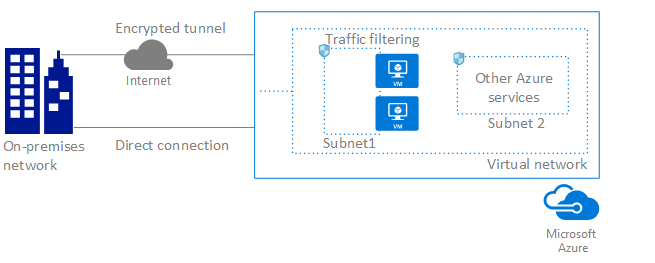 Encrypted tunnel
Internet
On-premises
network
Direct connection
Traffic filtering
VM
VM
Subnet1
Other Azure
services
Subnet 2
Virtual network
Microsoft
Azure